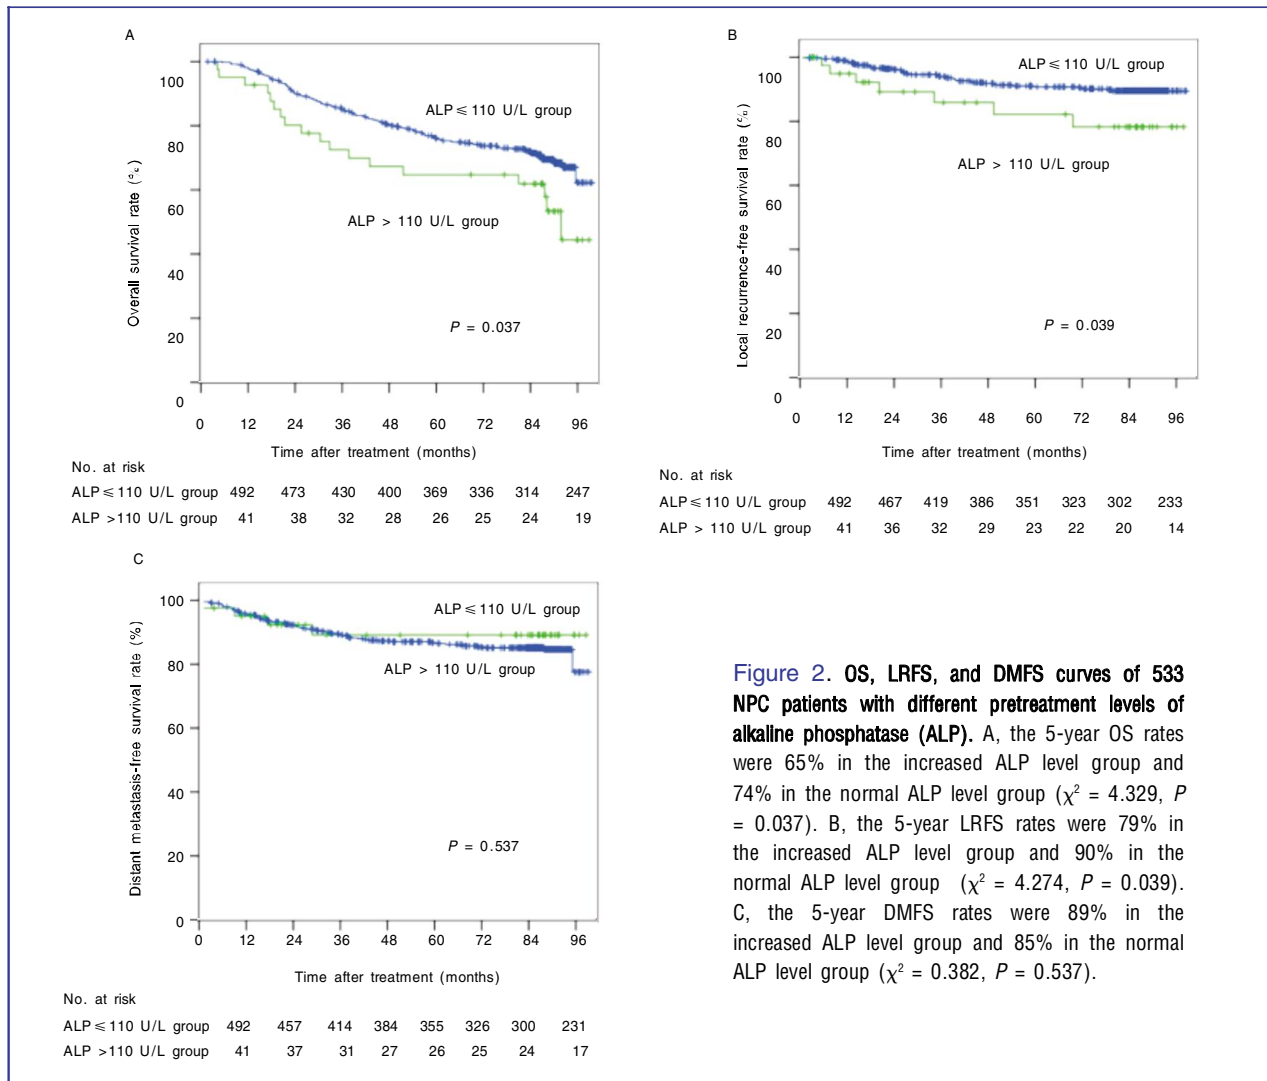 A
100
80
60
40
20
0
Overall survival rate (%)
ALP ≤ 110 U/L group
ALP > 110 U/L group
P = 0.037
0 12 24 36 48 60 72 84 96
Time after treatment (months)
No. at risk
ALP ≤ 110 U/L group 492 473 430 400 369 336 314 247
ALP >110 U/L group 41 38 32 28 26 25 24 19
B
100
80
60
40
20
0
Local recurrence-free survival rate (%)
ALP ≤ 110 U/L group
ALP > 110 U/L group
P = 0.039
0 12 24 36 48 60 72 84 96
Time after treatment (months)
No. at risk
ALP ≤ 110 U/L group 492 467 419 386 351 323 302 233
ALP > 110 U/L group 41 36 32 29 23 22 20 14
C
100
80
60
40
20
0
Distant metastasis-free survival rate (%)
ALP ≤ 110 U/L group
ALP > 110 U/L group
P = 0.537
0 12 24 36 48 60 72 84 96
Time after treatment (months)
No. at risk
ALP ≤ 110 U/L group 492 457 414 384 355 326 300 231
ALP >110 U/L group 41 37 31 27 26 25 24 17
Figure 2. OS, LRFS, and DMFS curves of 533
NPC patients with different pretreatment levels of
alkaline phosphatase (ALP). A, the 5-year OS rates
were 65% in the increased ALP level group and
74% in the normal ALP level group (χ² = 4.329, P
= 0.037). B, the 5-year LRFS rates were 79% in
the increased ALP level group and 90% in the
normal ALP level group (χ² = 4.274, P = 0.039).
C, the 5-year DMFS rates were 89% in the
increased ALP level group and 85% in the normal
ALP level group (χ² = 0.382, P = 0.537).